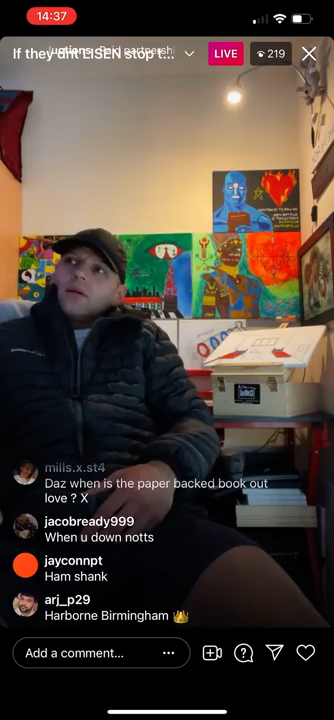 14:37
If they dnt LISEN stop t...
LIVE
219
mills.x.st4
Daz when is the paper backed book out
love ? X
jacobready999
When u down notts
jayconnpt
Ham shank
arj_p29
Harborne Birmingham 👑
Add a comment...